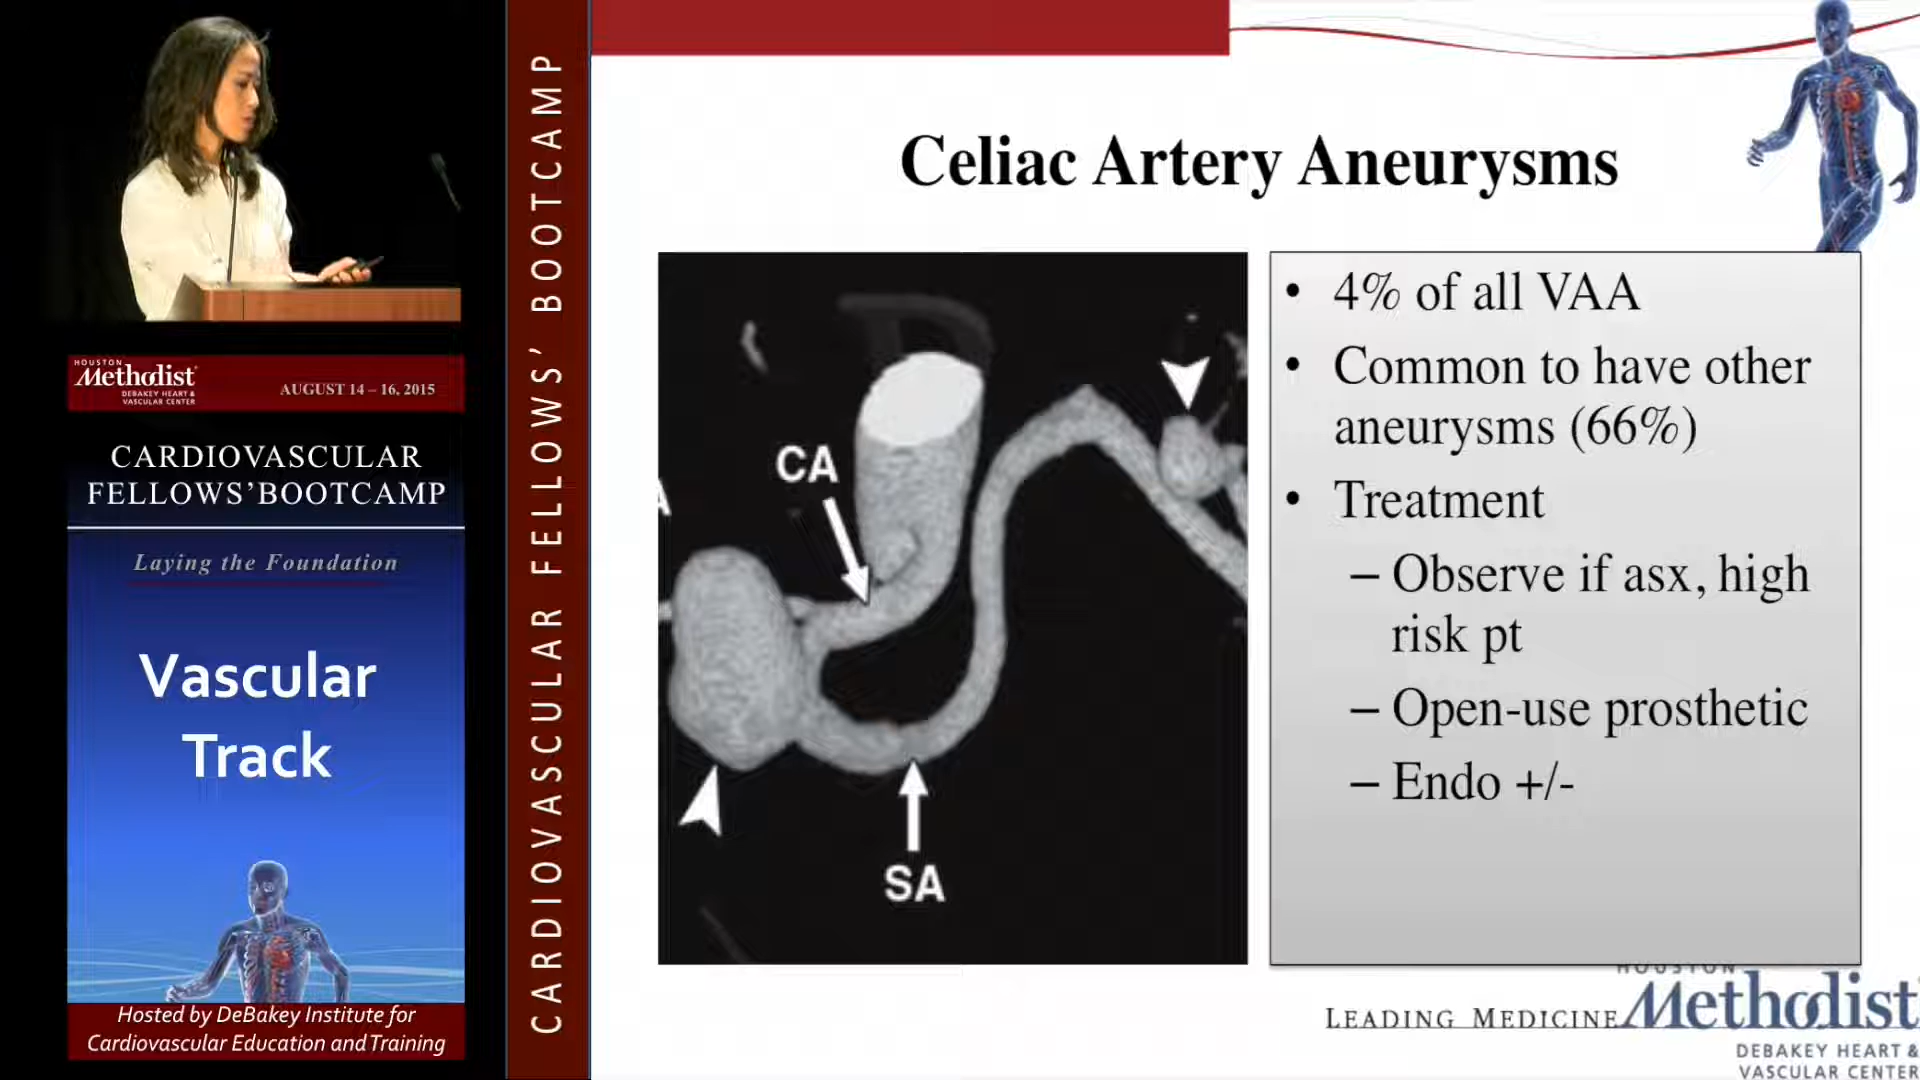 HOUSTON
Methodist
DEBAKEY HEART &
VASCULAR CENTER
AUGUST 14 – 16, 2015
CARDIOVASCULAR
FELLOWS'BOOTCAMP
Laying the Foundation
Vascular
Track
Hosted by DeBakey Institute for
Cardiovascular Education and Training
CARDIOVASCULAR FELLOWS' BOOTCAMP
Celiac Artery Aneurysms
CA
A
SA
• 4% of all VAA
• Common to have other
aneurysms (66%)
• Treatment
– Observe if asx, high
risk pt
– Open-use prosthetic
– Endo +/-
LEADING MEDICINE
HOUSTON
Methodist
DEBAKEY HEART &
VASCULAR CENTER